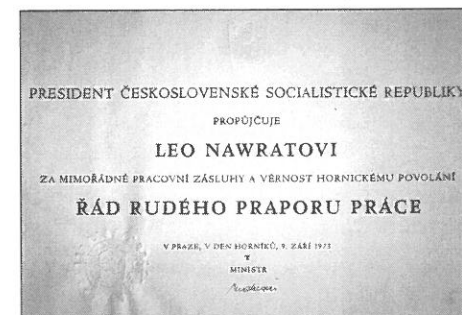 PRESIDENT ČESKOSLOVENSKÉ SOCIALISTICKÉ REPUBLIKY
PROPŮJČUJE
LEO NAWRATOVI
ZA MIMOŘÁDNÉ PRACOVNÍ ZÁSLUHY A VĚRNOST HORNICKÉMU POVOLÁNÍ
ŘÁD RUDÉHO PRAPORU PRÁCE
V PRAZE, V DEN HORNÍKŮ, 9. ZÁŘÍ 1973
MINISTR